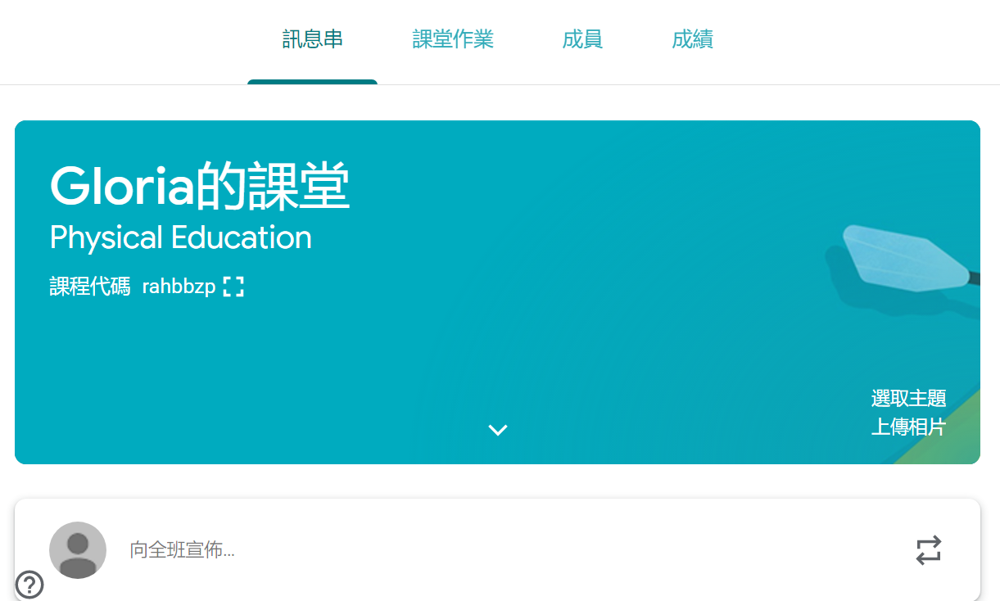 訊息串 課堂作業 成員 成績
Gloria的課堂
Physical Education
課程代碼 rahbbzp
選取主題
上傳相片
向全班宣佈...
?